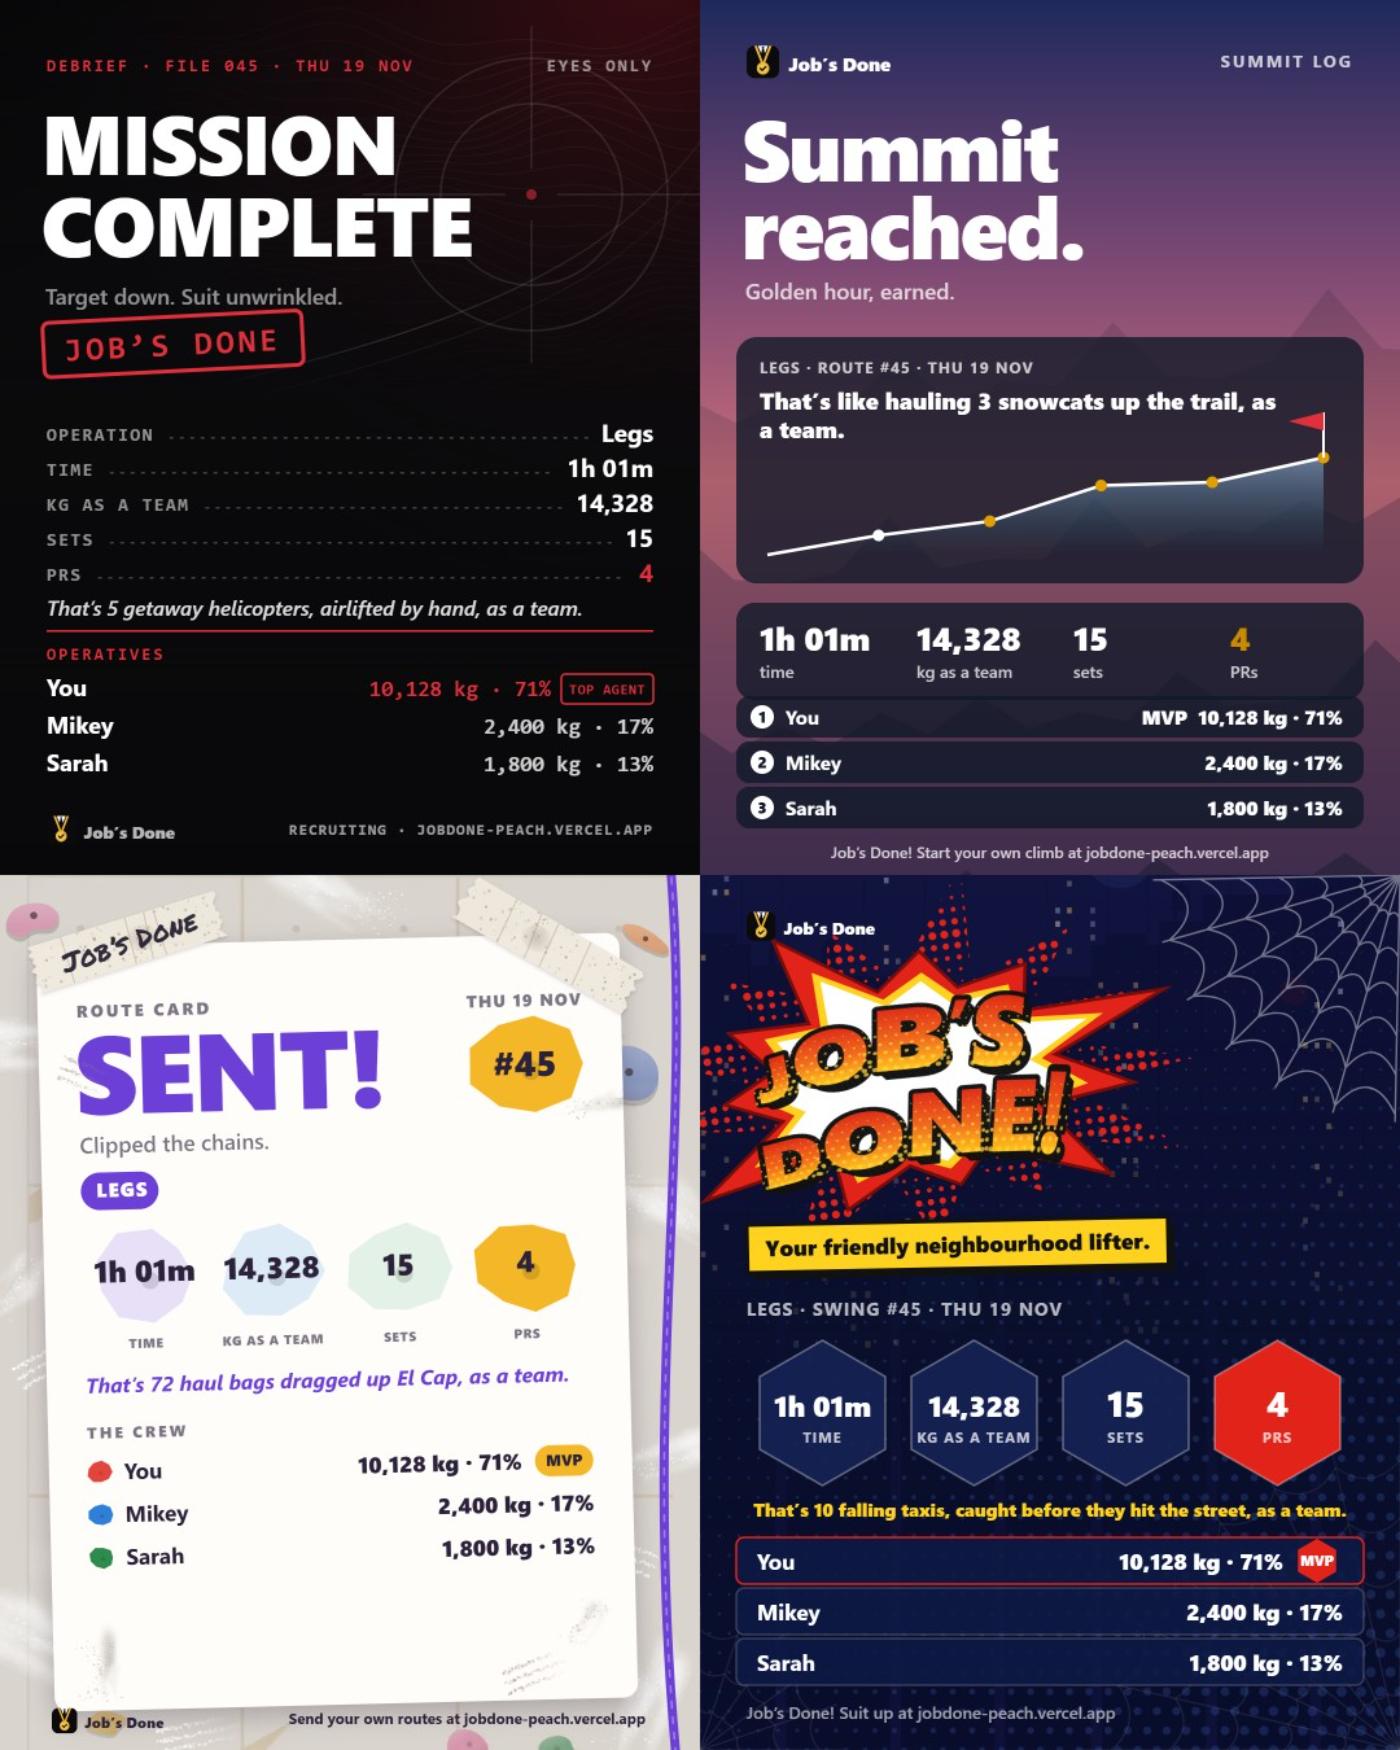 DEBRIEF · FILE 045 · THU 19 NOV
EYES ONLY
MISSION
COMPLETE
Target down. Suit unwrinkled.
JOB'S DONE
OPERATION Legs
TIME 1h 01m
KG AS A TEAM 14,328
SETS 15
PRS 4
That's 5 getaway helicopters, airlifted by hand, as a team.
OPERATIVES
You 10,128 kg · 71% TOP AGENT
Mikey 2,400 kg · 17%
Sarah 1,800 kg · 13%
Job's Done
RECRUITING · JOBDONE-PEACH.VERCEL.APP
Job's Done
SUMMIT LOG
Summit
reached.
Golden hour, earned.
LEGS · ROUTE #45 · THU 19 NOV
That's like hauling 3 snowcats up the trail, as
a team.
1h 01m 14,328 15 4
time kg as a team sets PRs
1 You MVP 10,128 kg · 71%
2 Mikey 2,400 kg · 17%
3 Sarah 1,800 kg · 13%
Job's Done! Start your own climb at jobdone-peach.vercel.app
JOB'S DONE
ROUTE CARD
THU 19 NOV
SENT!
#45
Clipped the chains.
LEGS
1h 01m 14,328 15 4
TIME KG AS A TEAM SETS PRS
That's 72 haul bags dragged up El Cap, as a team.
THE CREW
You 10,128 kg · 71% MVP
Mikey 2,400 kg · 17%
Sarah 1,800 kg · 13%
Job's Done
Send your own routes at jobdone-peach.vercel.app
Job's Done
JOB'S
DONE!
Your friendly neighbourhood lifter.
LEGS · SWING #45 · THU 19 NOV
1h 01m 14,328 15 4
TIME KG AS A TEAM SETS PRS
That's 10 falling taxis, caught before they hit the street, as a team.
You 10,128 kg · 71% MVP
Mikey 2,400 kg · 17%
Sarah 1,800 kg · 13%
Job's Done! Suit up at jobdone-peach.vercel.app